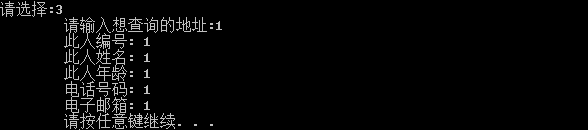 请选择:3
请输入想查询的地址:1
此人编号: 1
此人姓名: 1
此人年龄: 1
电话号码: 1
电子邮箱: 1
请按任意键继续. . .